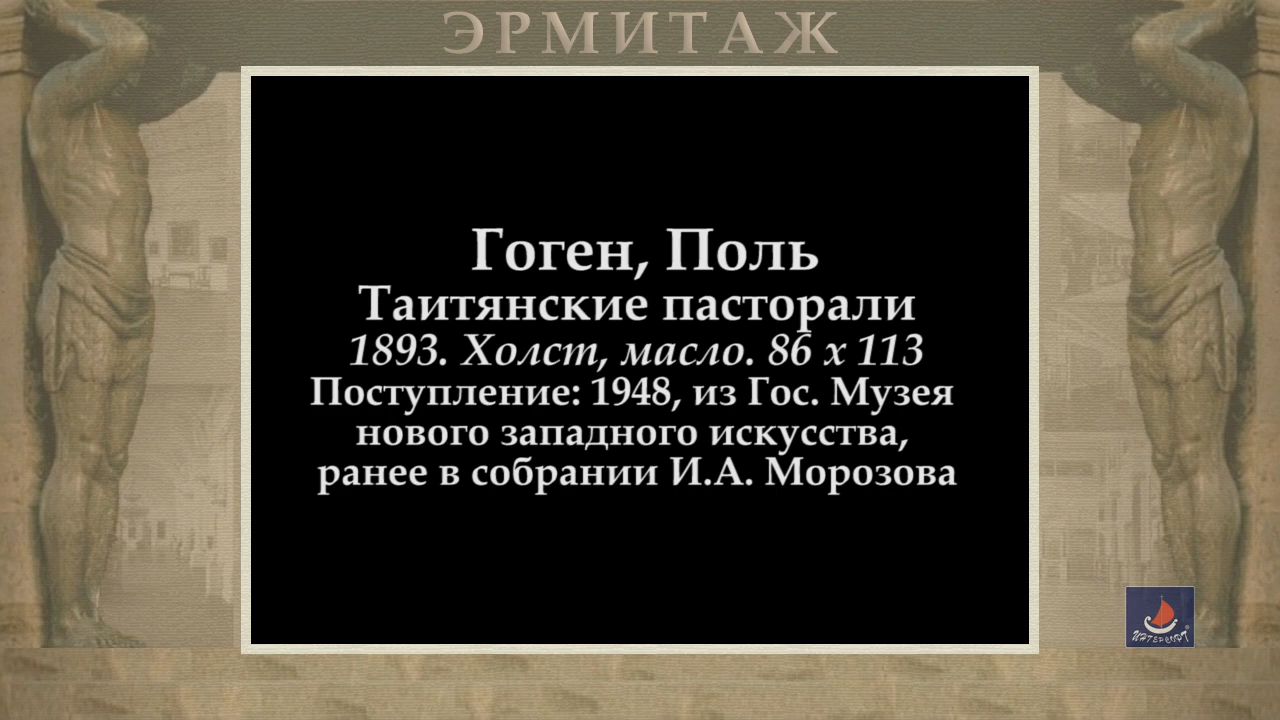 ЭРМИТАЖ
Гоген, Поль
Таитянские пасторали
1893. Холст, масло. 86 х 113
Поступление: 1948, из Гос. Музея
нового западного искусства,
ранее в собрании И.А. Морозова
ИНТЕРСОФТ